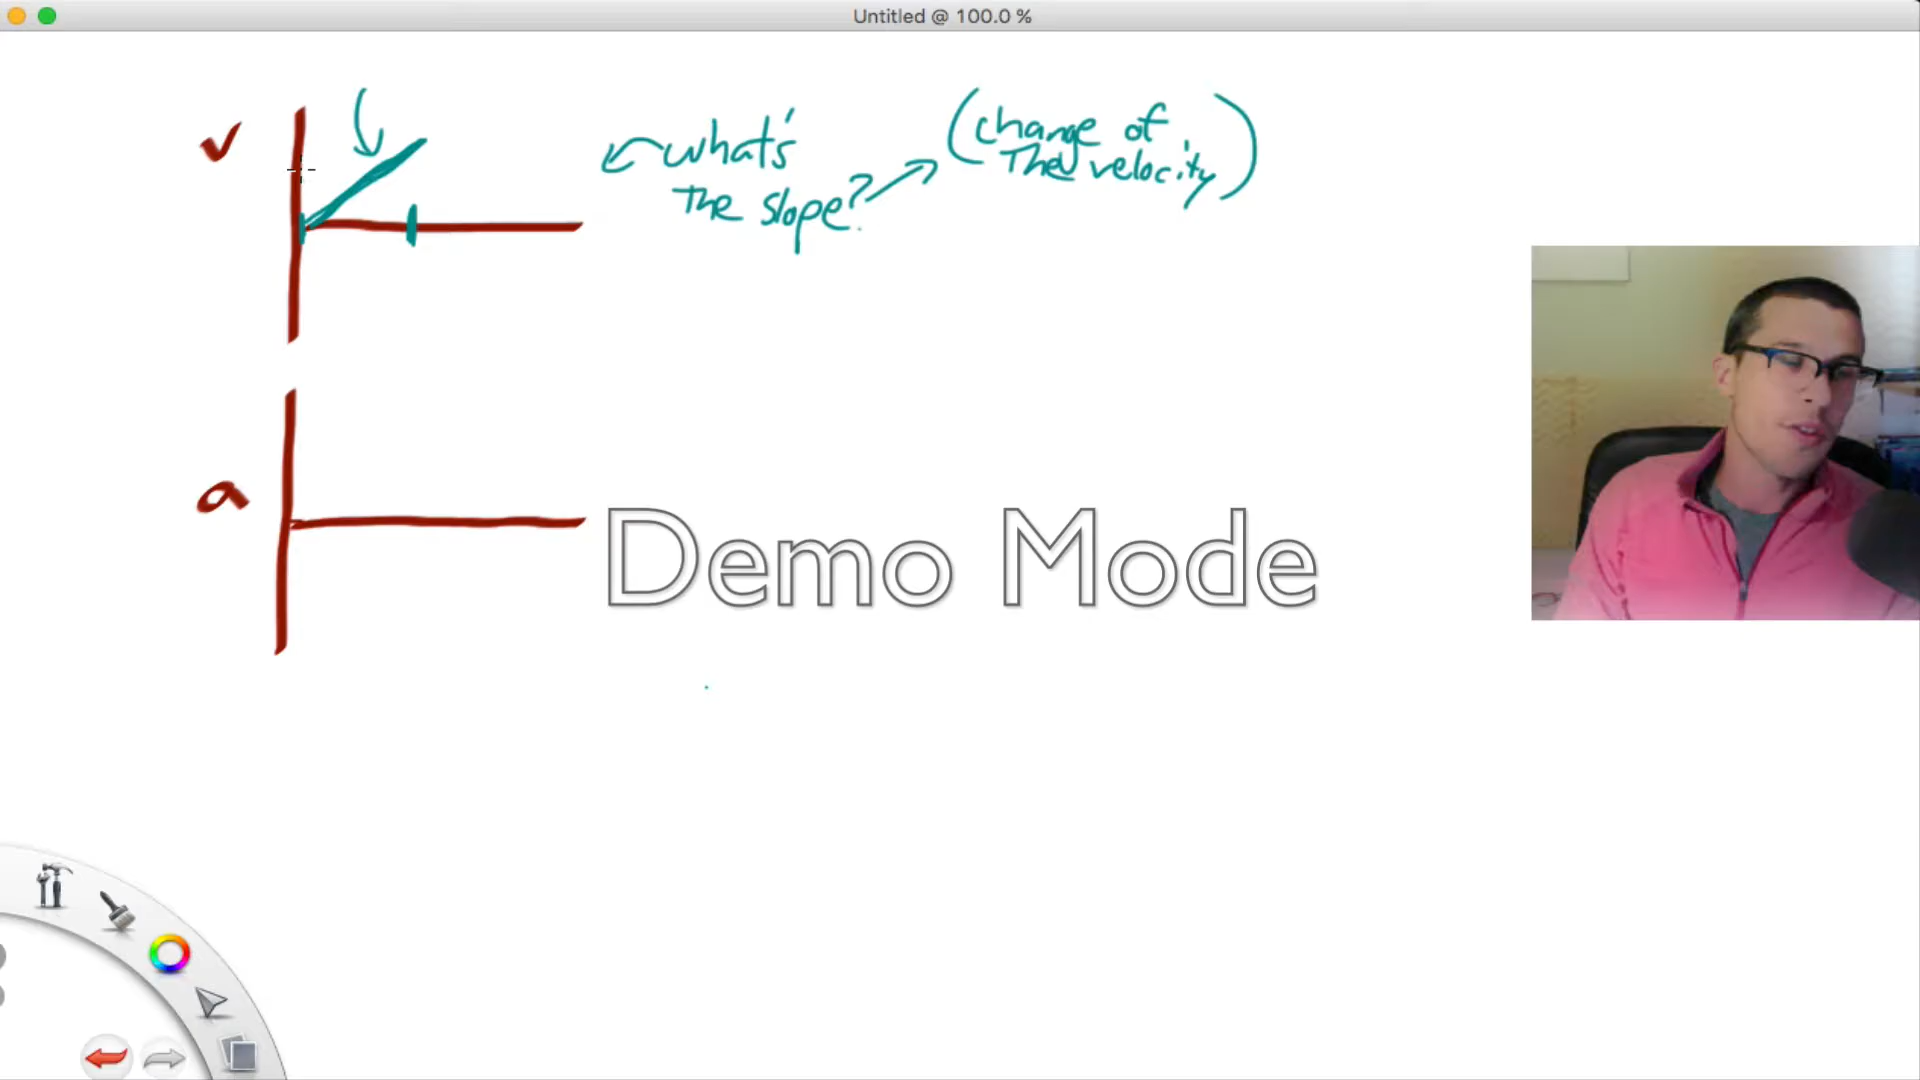 Untitled @ 100.0 %
v
what's
The slope?
(change of
The velocity)
a
Demo Mode